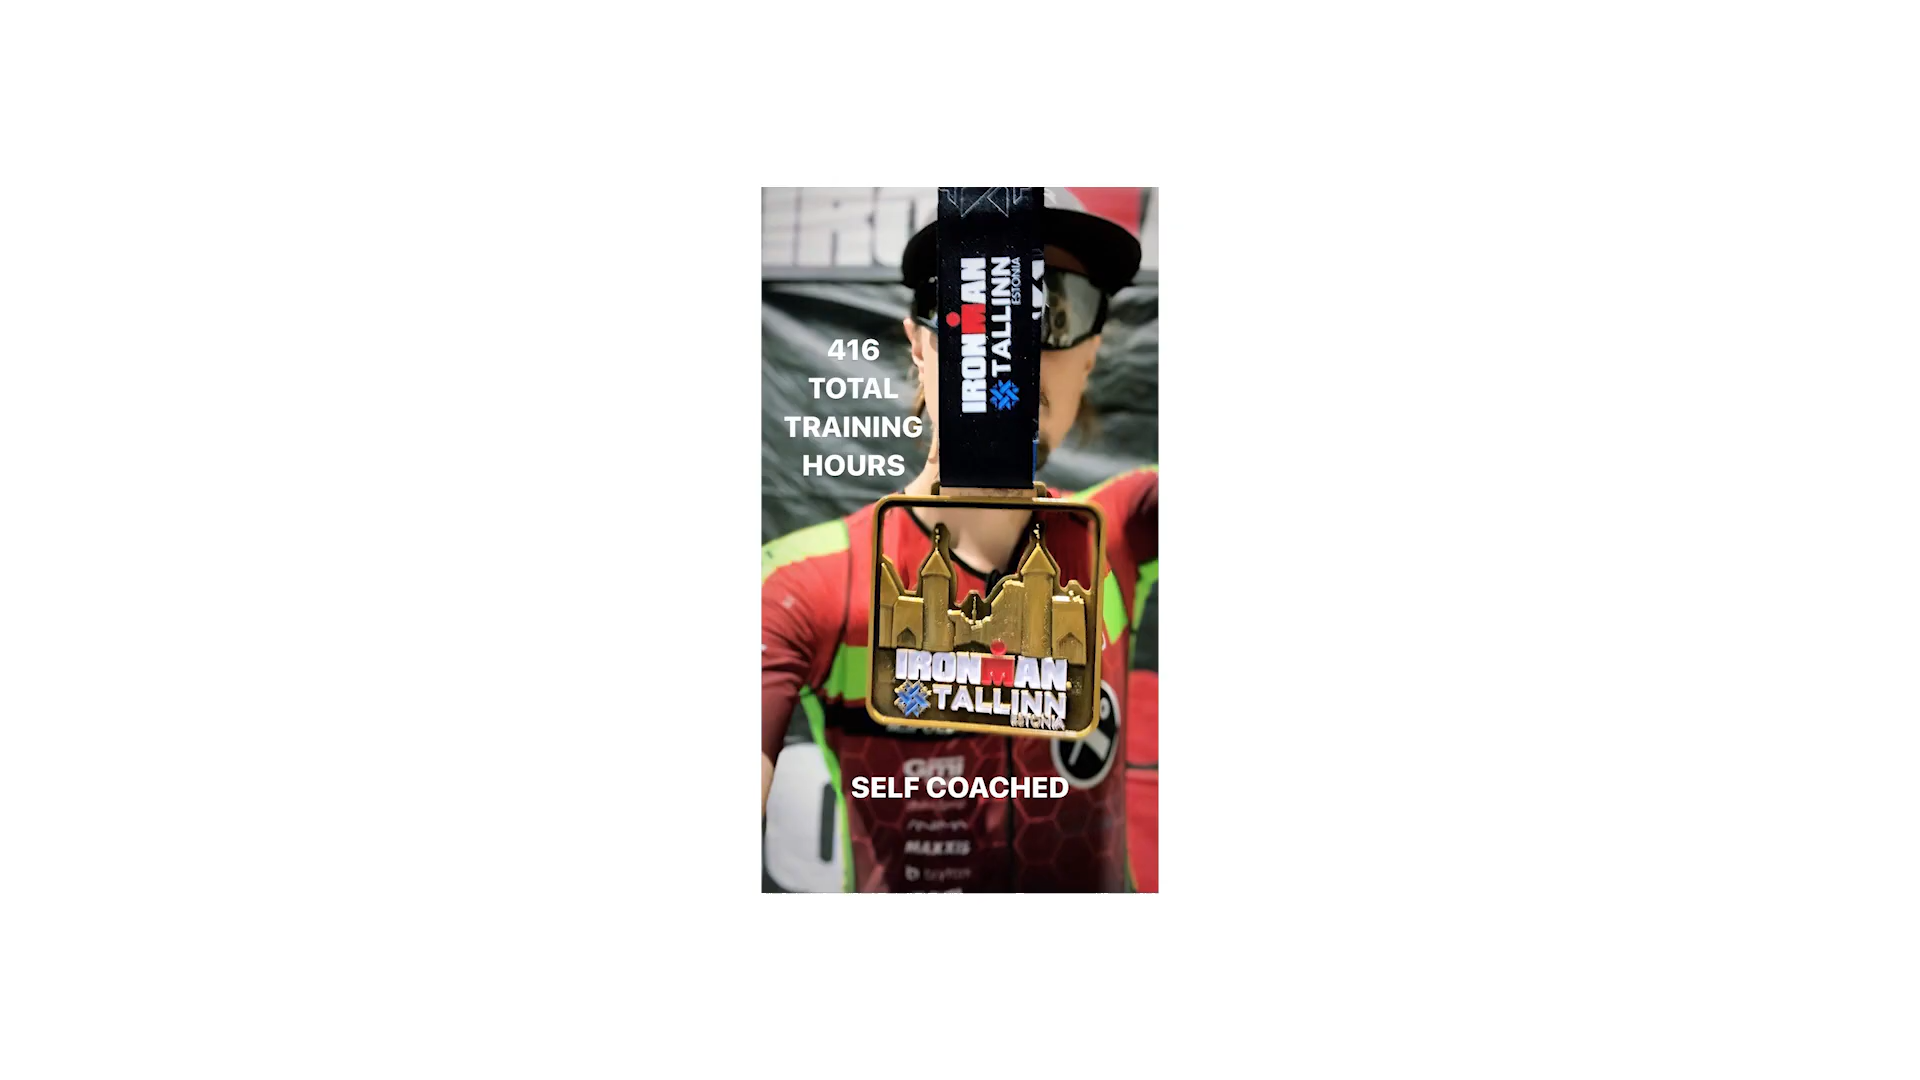 IRONMAN
TALLINN
ESTONIA
416
TOTAL
TRAINING
HOURS
IRONMAN
TALLINN
ESTONIA
SELF COACHED
MAXXIS